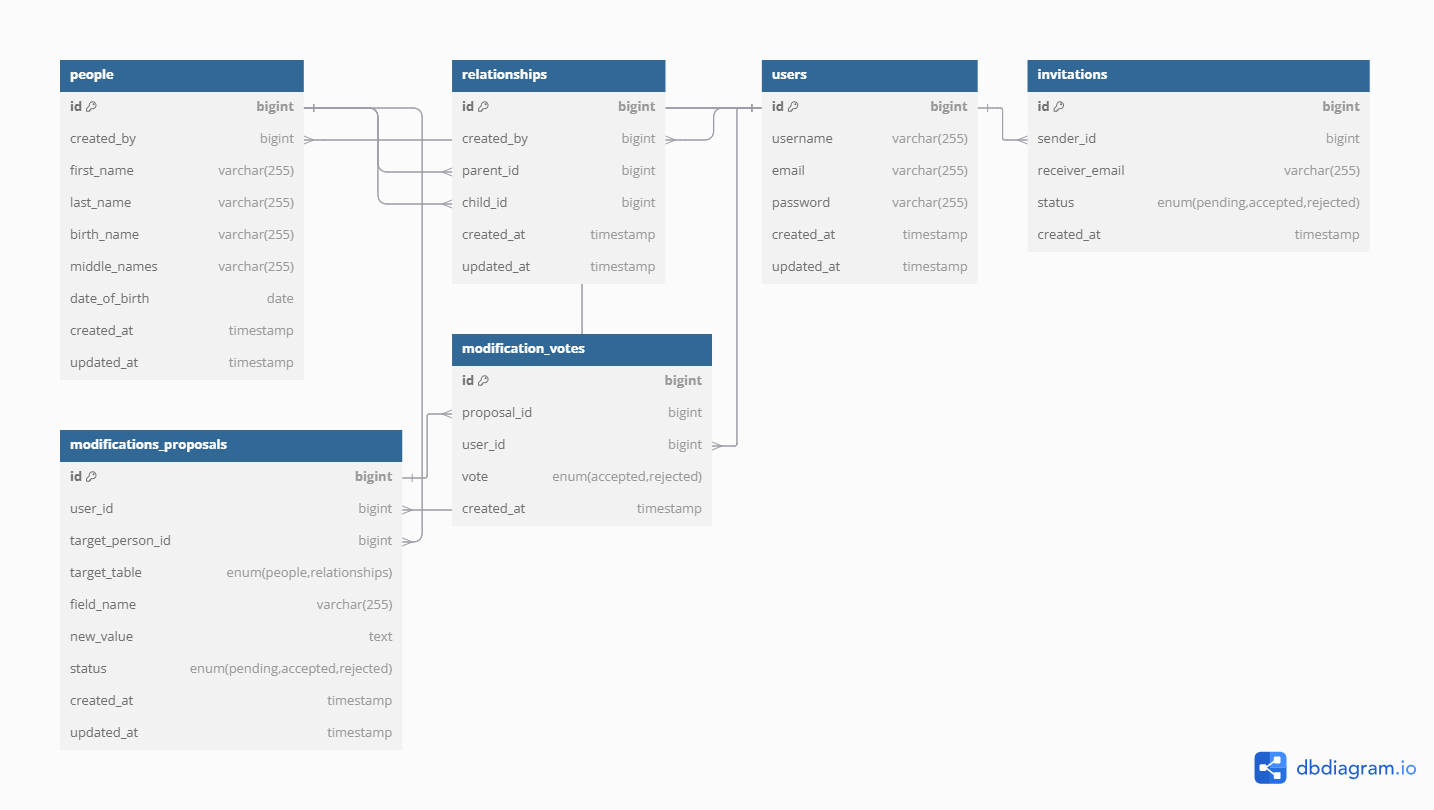 people
id bigint
created_by bigint
first_name varchar(255)
last_name varchar(255)
birth_name varchar(255)
middle_names varchar(255)
date_of_birth date
created_at timestamp
updated_at timestamp
relationships
id bigint
created_by bigint
parent_id bigint
child_id bigint
created_at timestamp
updated_at timestamp
users
id bigint
username varchar(255)
email varchar(255)
password varchar(255)
created_at timestamp
updated_at timestamp
invitations
id bigint
sender_id bigint
receiver_email varchar(255)
status enum(pending,accepted,rejected)
created_at timestamp
modification_votes
id bigint
proposal_id bigint
user_id bigint
vote enum(accepted,rejected)
created_at timestamp
modifications_proposals
id bigint
user_id bigint
target_person_id bigint
target_table enum(people,relationships)
field_name varchar(255)
new_value text
status enum(pending,accepted,rejected)
created_at timestamp
updated_at timestamp
dbdiagram.io